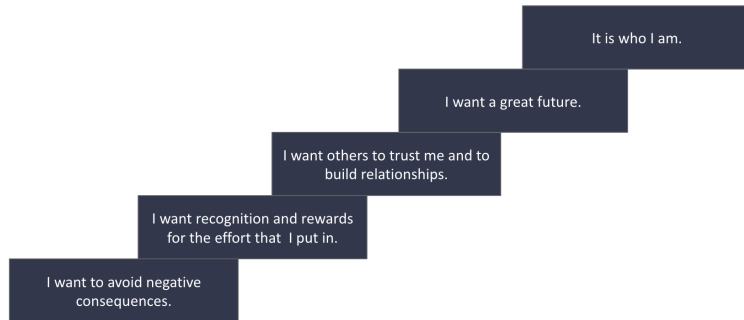 It is who I am.
I want a great future.
I want others to trust me and to
build relationships.
I want recognition and rewards
for the effort that  I put in.
I want to avoid negative
consequences.